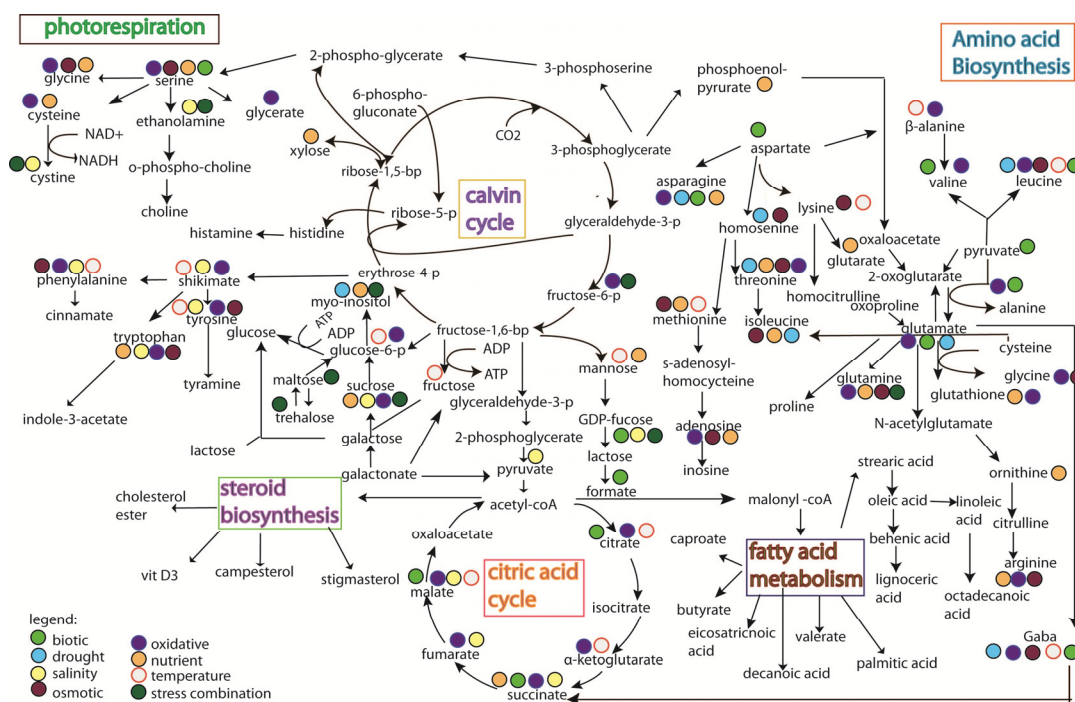 photorespiration
Amino acid
Biosynthesis
2-phospho-glycerate
3-phosphoserine
phosphoenol-
pyrurate
glycine
serine
6-phospho-
gluconate
glycerate
cysteine
ethanolamine
NAD+
NADH
xylose
CO2
β-alanine
3-phosphoglycerate
aspartate
cystine
o-phospho-choline
ribose-1,5-bp
asparagine
valine
leucine
calvin
cycle
choline
ribose-5-p
glyceraldehyde-3-p
lysine
homosenine
histamine
histidine
oxaloacetate
glutarate
pyruvate
phenylalanine
shikimate
erythrose 4 p
myo-inositol
fructose-6-p
threonine
2-oxoglutarate
homocitrulline
oxoproline
alanine
cinnamate
tyrosine
methionine
isoleucine
tryptophan
glucose
ATP
ADP
fructose-1,6-bp
glutamate
glucose-6-p
ADP
cysteine
s-adenosyl-
homocycteine
mannose
maltose
sucrose
fructose
ATP
glutamine
glycine
glutathione
tyramine
trehalose
glyceraldehyde-3-p
proline
indole-3-acetate
GDP-fucose
adenosine
N-acetylglutamate
galactose
2-phosphoglycerate
lactose
lactose
pyruvate
inosine
strearic acid
ornithine
galactonate
formate
cholesterol
ester
steroid
biosynthesis
acetyl-coA
malonyl -coA
oleic acid
linoleic
acid
citrulline
oxaloacetate
citrate
caproate
fatty acid
metabolism
behenic acid
arginine
vit D3
campesterol
stigmasterol
malate
citric acid
cycle
isocitrate
lignoceric
acid
octadecanoic
acid
butyrate
eicosatricnoic
acid
valerate
legend:
biotic
drought
salinity
osmotic
oxidative
nutrient
temperature
stress combination
fumarate
α-ketoglutarate
succinate
decanoic acid
palmitic acid
Gaba